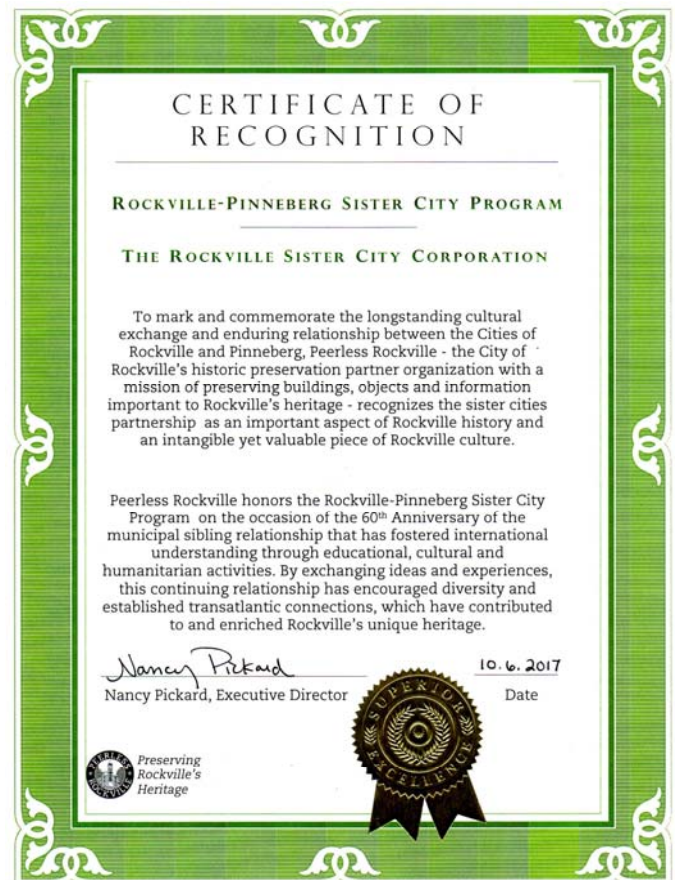 CERTIFICATE OF
RECOGNITION
ROCKVILLE-PINNEBERG SISTER CITY PROGRAM
THE ROCKVILLE SISTER CITY CORPORATION
To mark and commemorate the longstanding cultural
exchange and enduring relationship between the Cities of
Rockville and Pinneberg, Peerless Rockville - the City of
Rockville's historic preservation partner organization with a
mission of preserving buildings, objects and information
important to Rockville's heritage - recognizes the sister cities
partnership as an important aspect of Rockville history and
an intangible yet valuable piece of Rockville culture.
Peerless Rockville honors the Rockville-Pinneberg Sister City
Program on the occasion of the 60th Anniversary of the
municipal sibling relationship that has fostered international
understanding through educational, cultural and
humanitarian activities. By exchanging ideas and experiences,
this continuing relationship has encouraged diversity and
established transatlantic connections, which have contributed
to and enriched Rockville's unique heritage.
Nancy Pickard
10.6.2017
Nancy Pickard, Executive Director
Date
SUPERIOR
EXCELLENCE
PEERLESS
ROCKVILLE
Preserving
Rockville's
Heritage